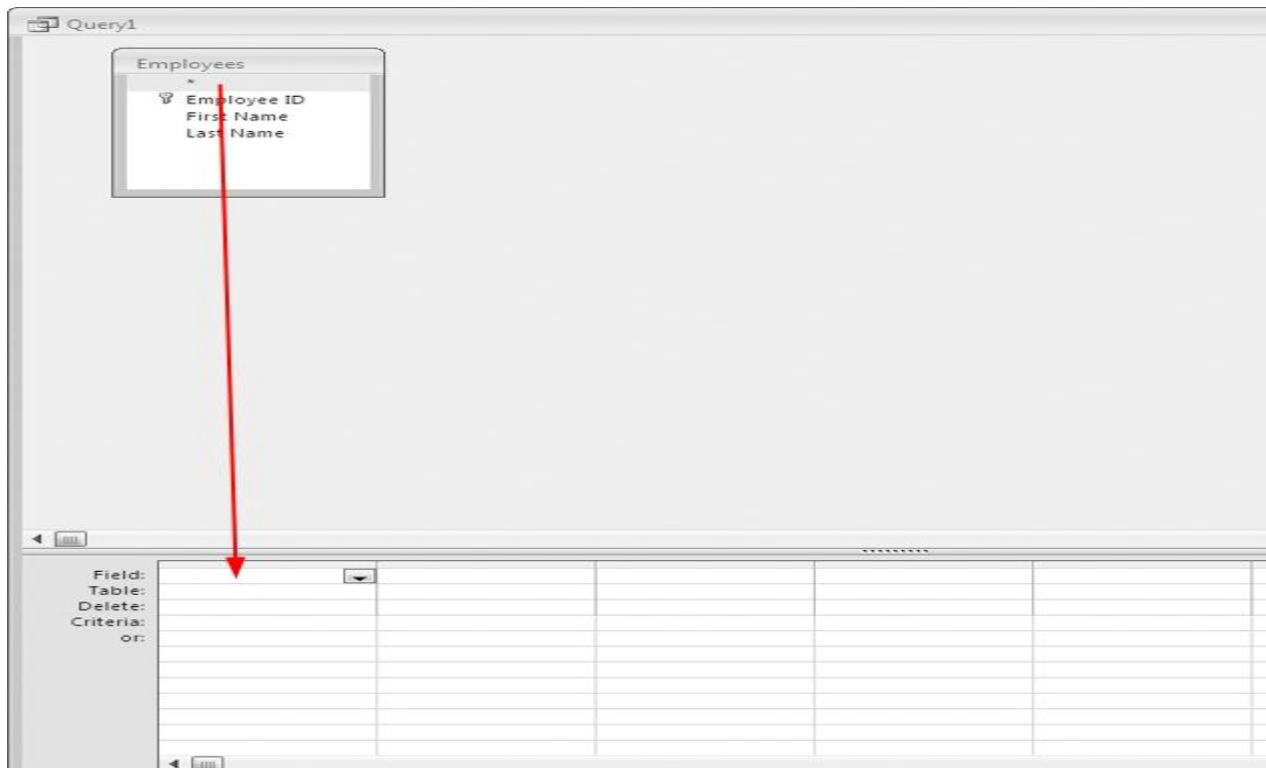 Query1
Employees
*
Employee ID
First Name
Last Name
Field:
Table:
Delete:
Criteria:
or: